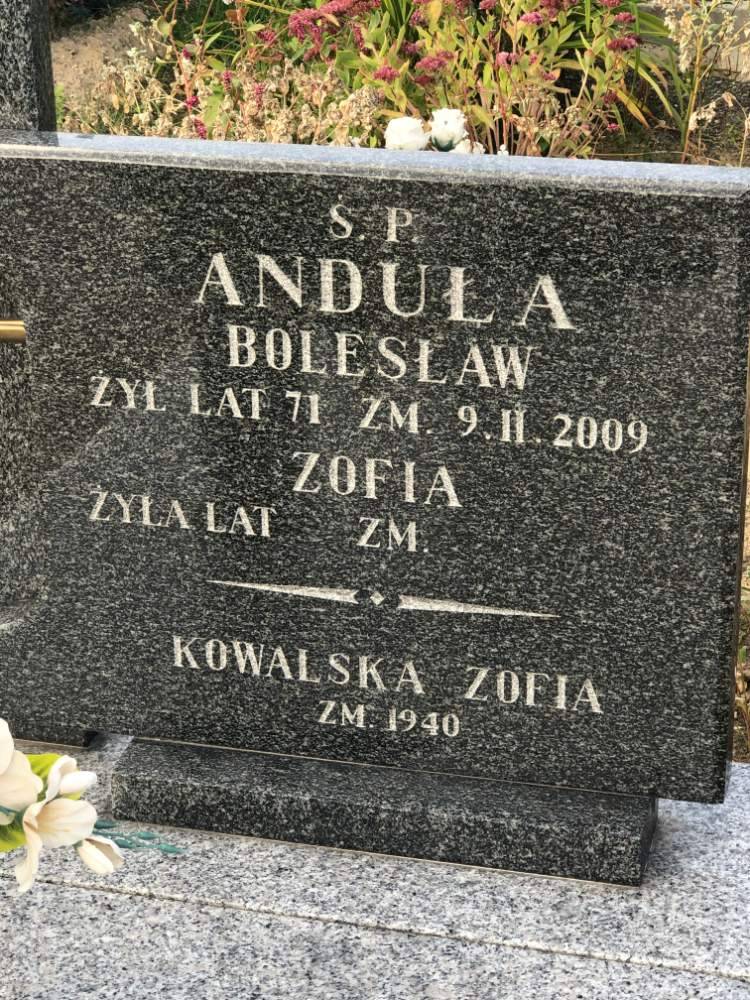 Ś. P.
ANDUŁA
BOLESŁAW
ŻYŁ LAT 71 ZM. 9.II.2009
ZOFIA
ŻYŁA LAT ZM.
KOWALSKA ZOFIA
ZM. 1940